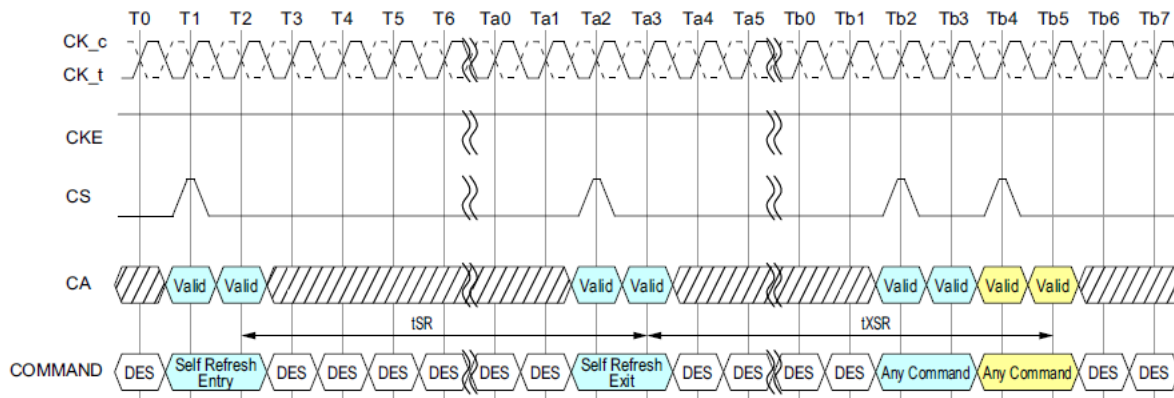 T0 T1 T2 T3 T4 T5 T6 Ta0 Ta1 Ta2 Ta3 Ta4 Ta5 Tb0 Tb1 Tb2 Tb3 Tb4 Tb5 Tb6 Tb7
CK_c
CK_t
CKE
CS
CA Valid Valid Valid Valid Valid Valid Valid Valid
tSR tXSR
COMMAND DES Self Refresh Entry DES DES DES DES DES DES Self Refresh Exit DES DES DES DES Any Command Any Command DES DES